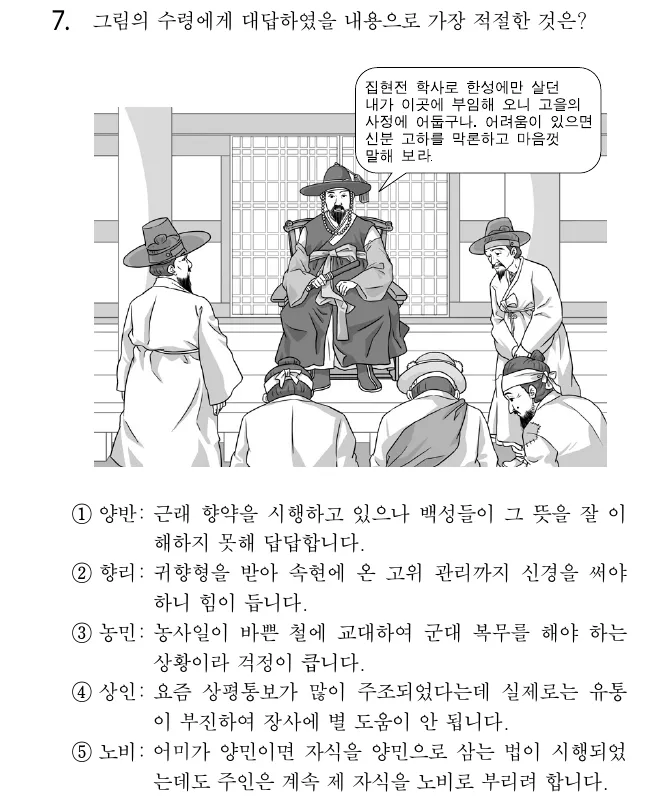 7. 그림의 수령에게 대답하였을 내용으로 가장 적절한 것은?
집현전 학사로 한성에만 살던
내가 이곳에 부임해 오니 고을의
사정에 어둡구나. 어려움이 있으면
신분 고하를 막론하고 마음껏
말해 보라.
① 양반: 근래 향약을 시행하고 있으나 백성들이 그 뜻을 잘 이
해하지 못해 답답합니다.
② 향리: 귀향형을 받아 속현에 온 고위 관리까지 신경을 써야
하니 힘이 듭니다.
③ 농민: 농사일이 바쁜 철에 교대하여 군대 복무를 해야 하는
상황이라 걱정이 큽니다.
④ 상인: 요즘 상평통보가 많이 주조되었다는데 실제로는 유통
이 부진하여 장사에 별 도움이 안 됩니다.
⑤ 노비: 어미가 양민이면 자식을 양민으로 삼는 법이 시행되었
는데도 주인은 계속 제 자식을 노비로 부리려 합니다.